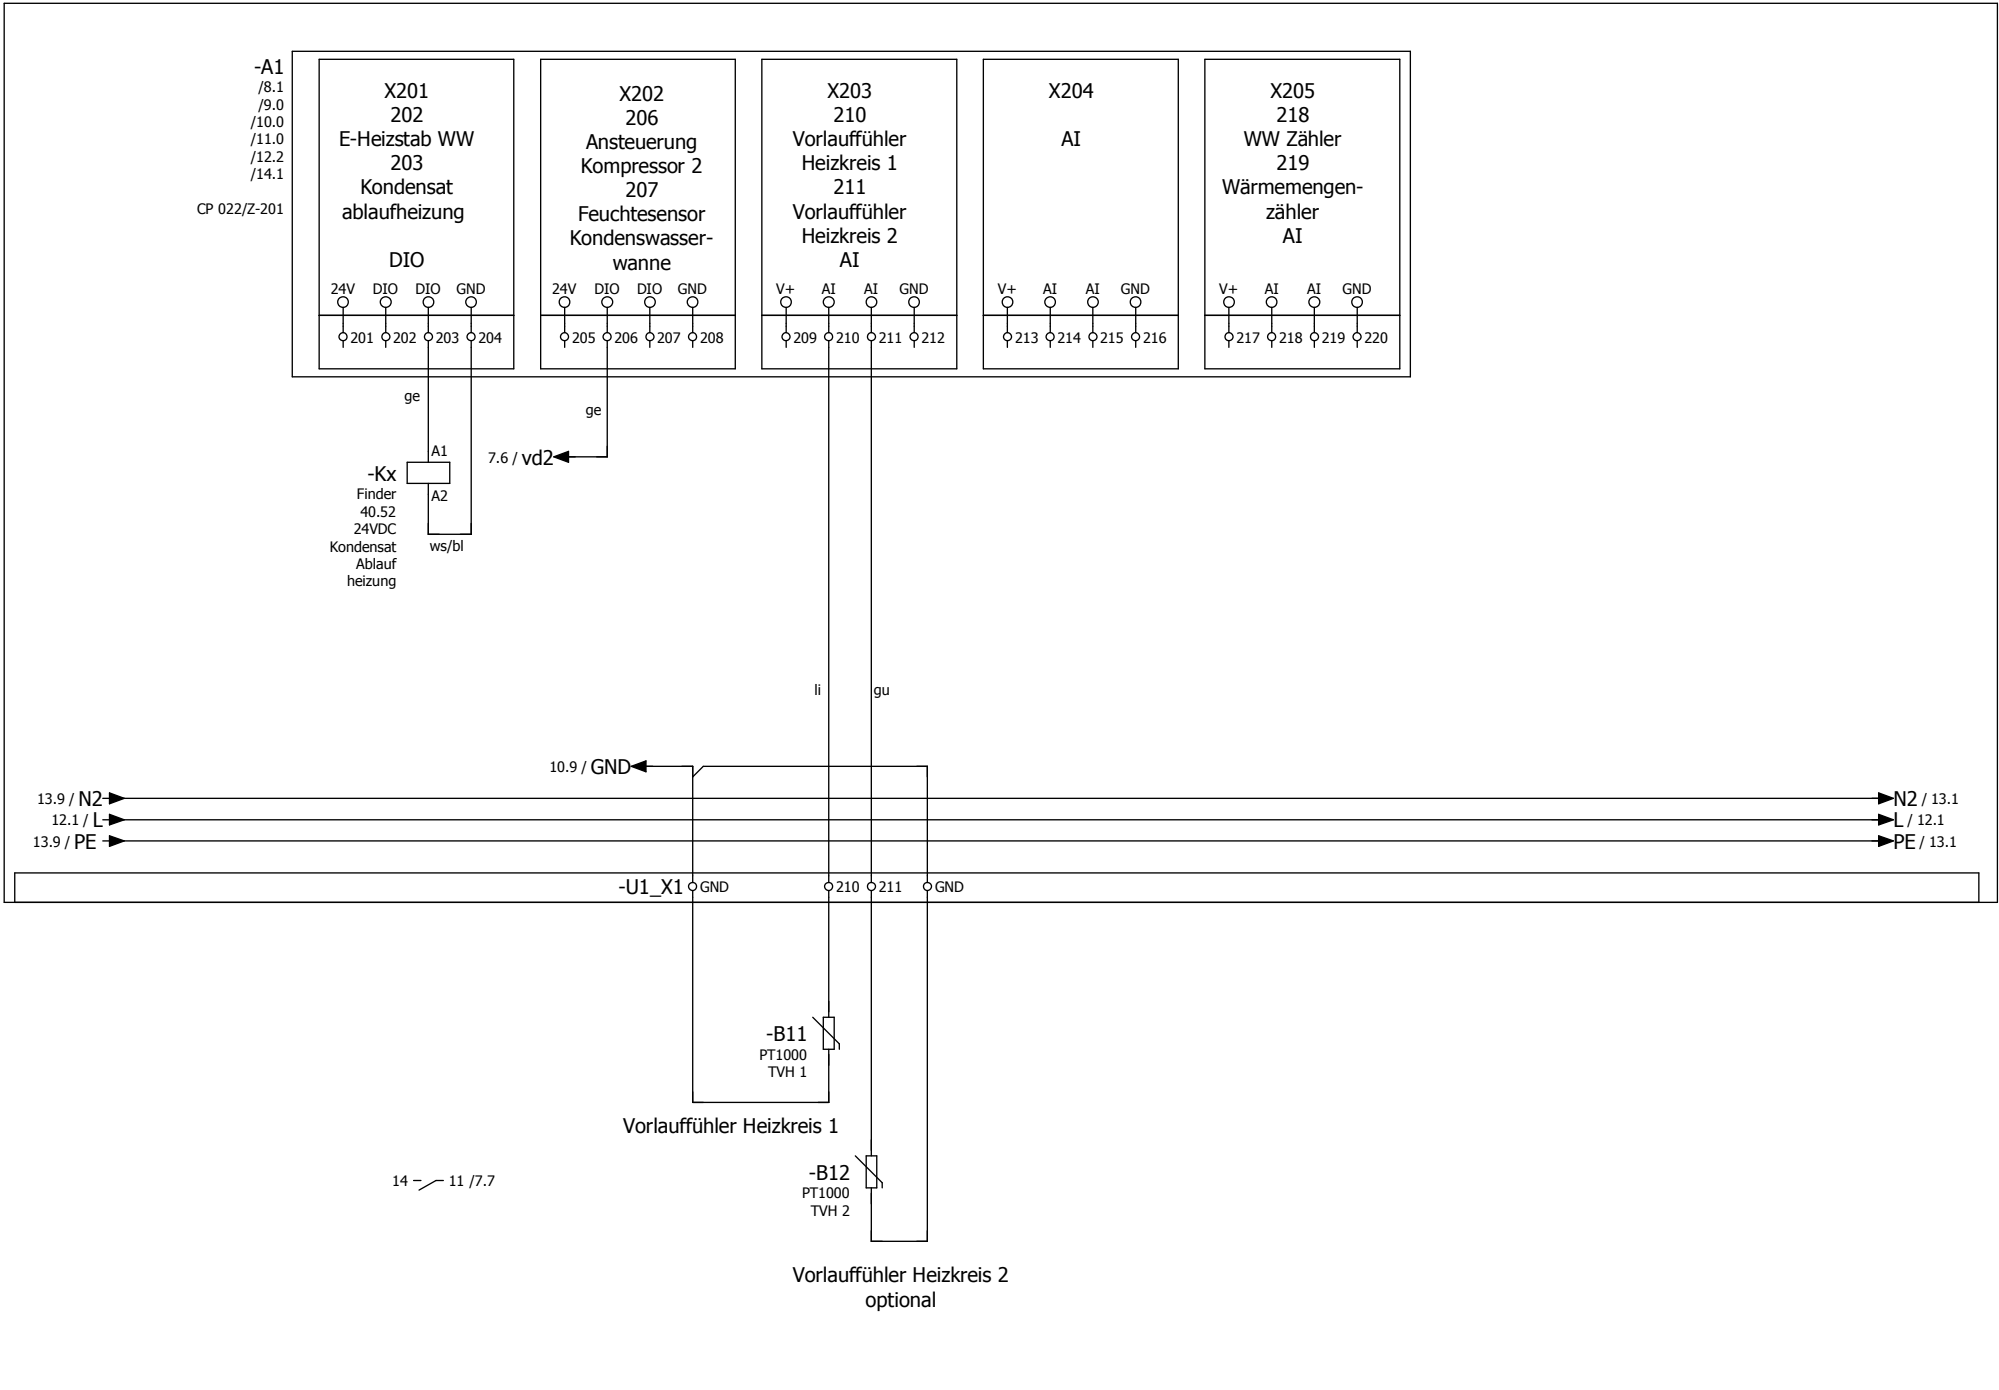 -A1
/8.1
/9.0
/10.0
/11.0
/12.2
/14.1
CP 022/Z-201
X201
202
E-Heizstab WW
203
Kondensat
ablaufheizung
DIO
24V DIO DIO GND
201 202 203 204
X202
206
Ansteuerung
Kompressor 2
207
Feuchtesensor
Kondenswasser-
wanne
24V DIO DIO GND
205 206 207 208
X203
210
Vorlauffühler
Heizkreis 1
211
Vorlauffühler
Heizkreis 2
AI
V+ AI AI GND
209 210 211 212
X204
AI
V+ AI AI GND
213 214 215 216
X205
218
WW Zähler
219
Wärmemengen-
zähler
AI
V+ AI AI GND
217 218 219 220
ge
ge
A1
-Kx
A2
Finder
40.52
24VDC
Kondensat
Ablauf
heizung
ws/bl
7.6 / vd2
li
gu
10.9 / GND
13.9 / N2
12.1 / L
13.9 / PE
N2 / 13.1
L / 12.1
PE / 13.1
-U1_X1 GND 210 211 GND
-B11
PT1000
TVH 1
Vorlauffühler Heizkreis 1
14 11 /7.7
-B12
PT1000
TVH 2
Vorlauffühler Heizkreis 2
optional